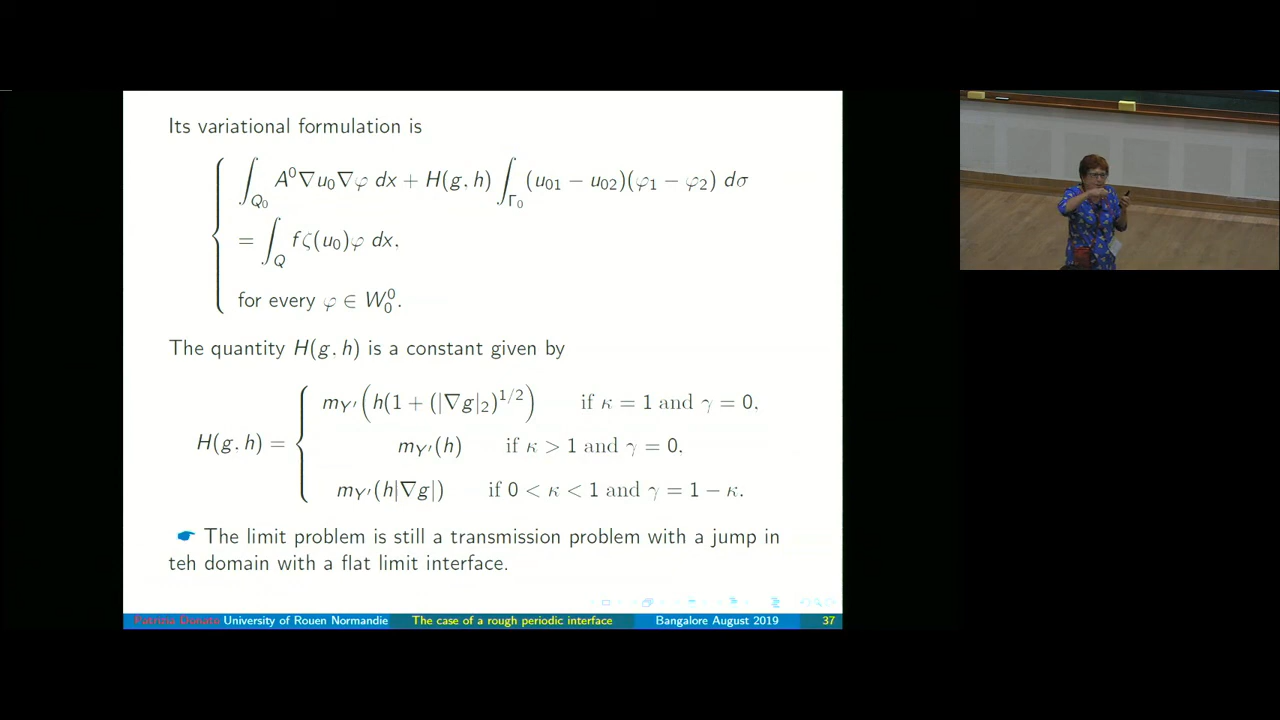 Its variational formulation is
∫_{Q_0} A^0∇u_0∇φ dx + H(g, h) ∫_{Γ_0} (u_{01} − u_{02})(φ_1 − φ_2) dσ
= ∫_Q fζ(u_0)φ dx,
for every φ ∈ W_0^0.
The quantity H(g, h) is a constant given by
m_{Y′}(h(1 + (|∇g|_2)^{1/2}) if κ = 1 and γ = 0,
H(g, h) = { m_{Y′}(h) if κ > 1 and γ = 0,
m_{Y′}(h|∇g|) if 0 < κ < 1 and γ = 1 − κ.
☛ The limit problem is still a transmission problem with a jump in
teh domain with a flat limit interface.
Patrizia Donato University of Rouen Normandie The case of a rough periodic interface Bangalore August 2019 37